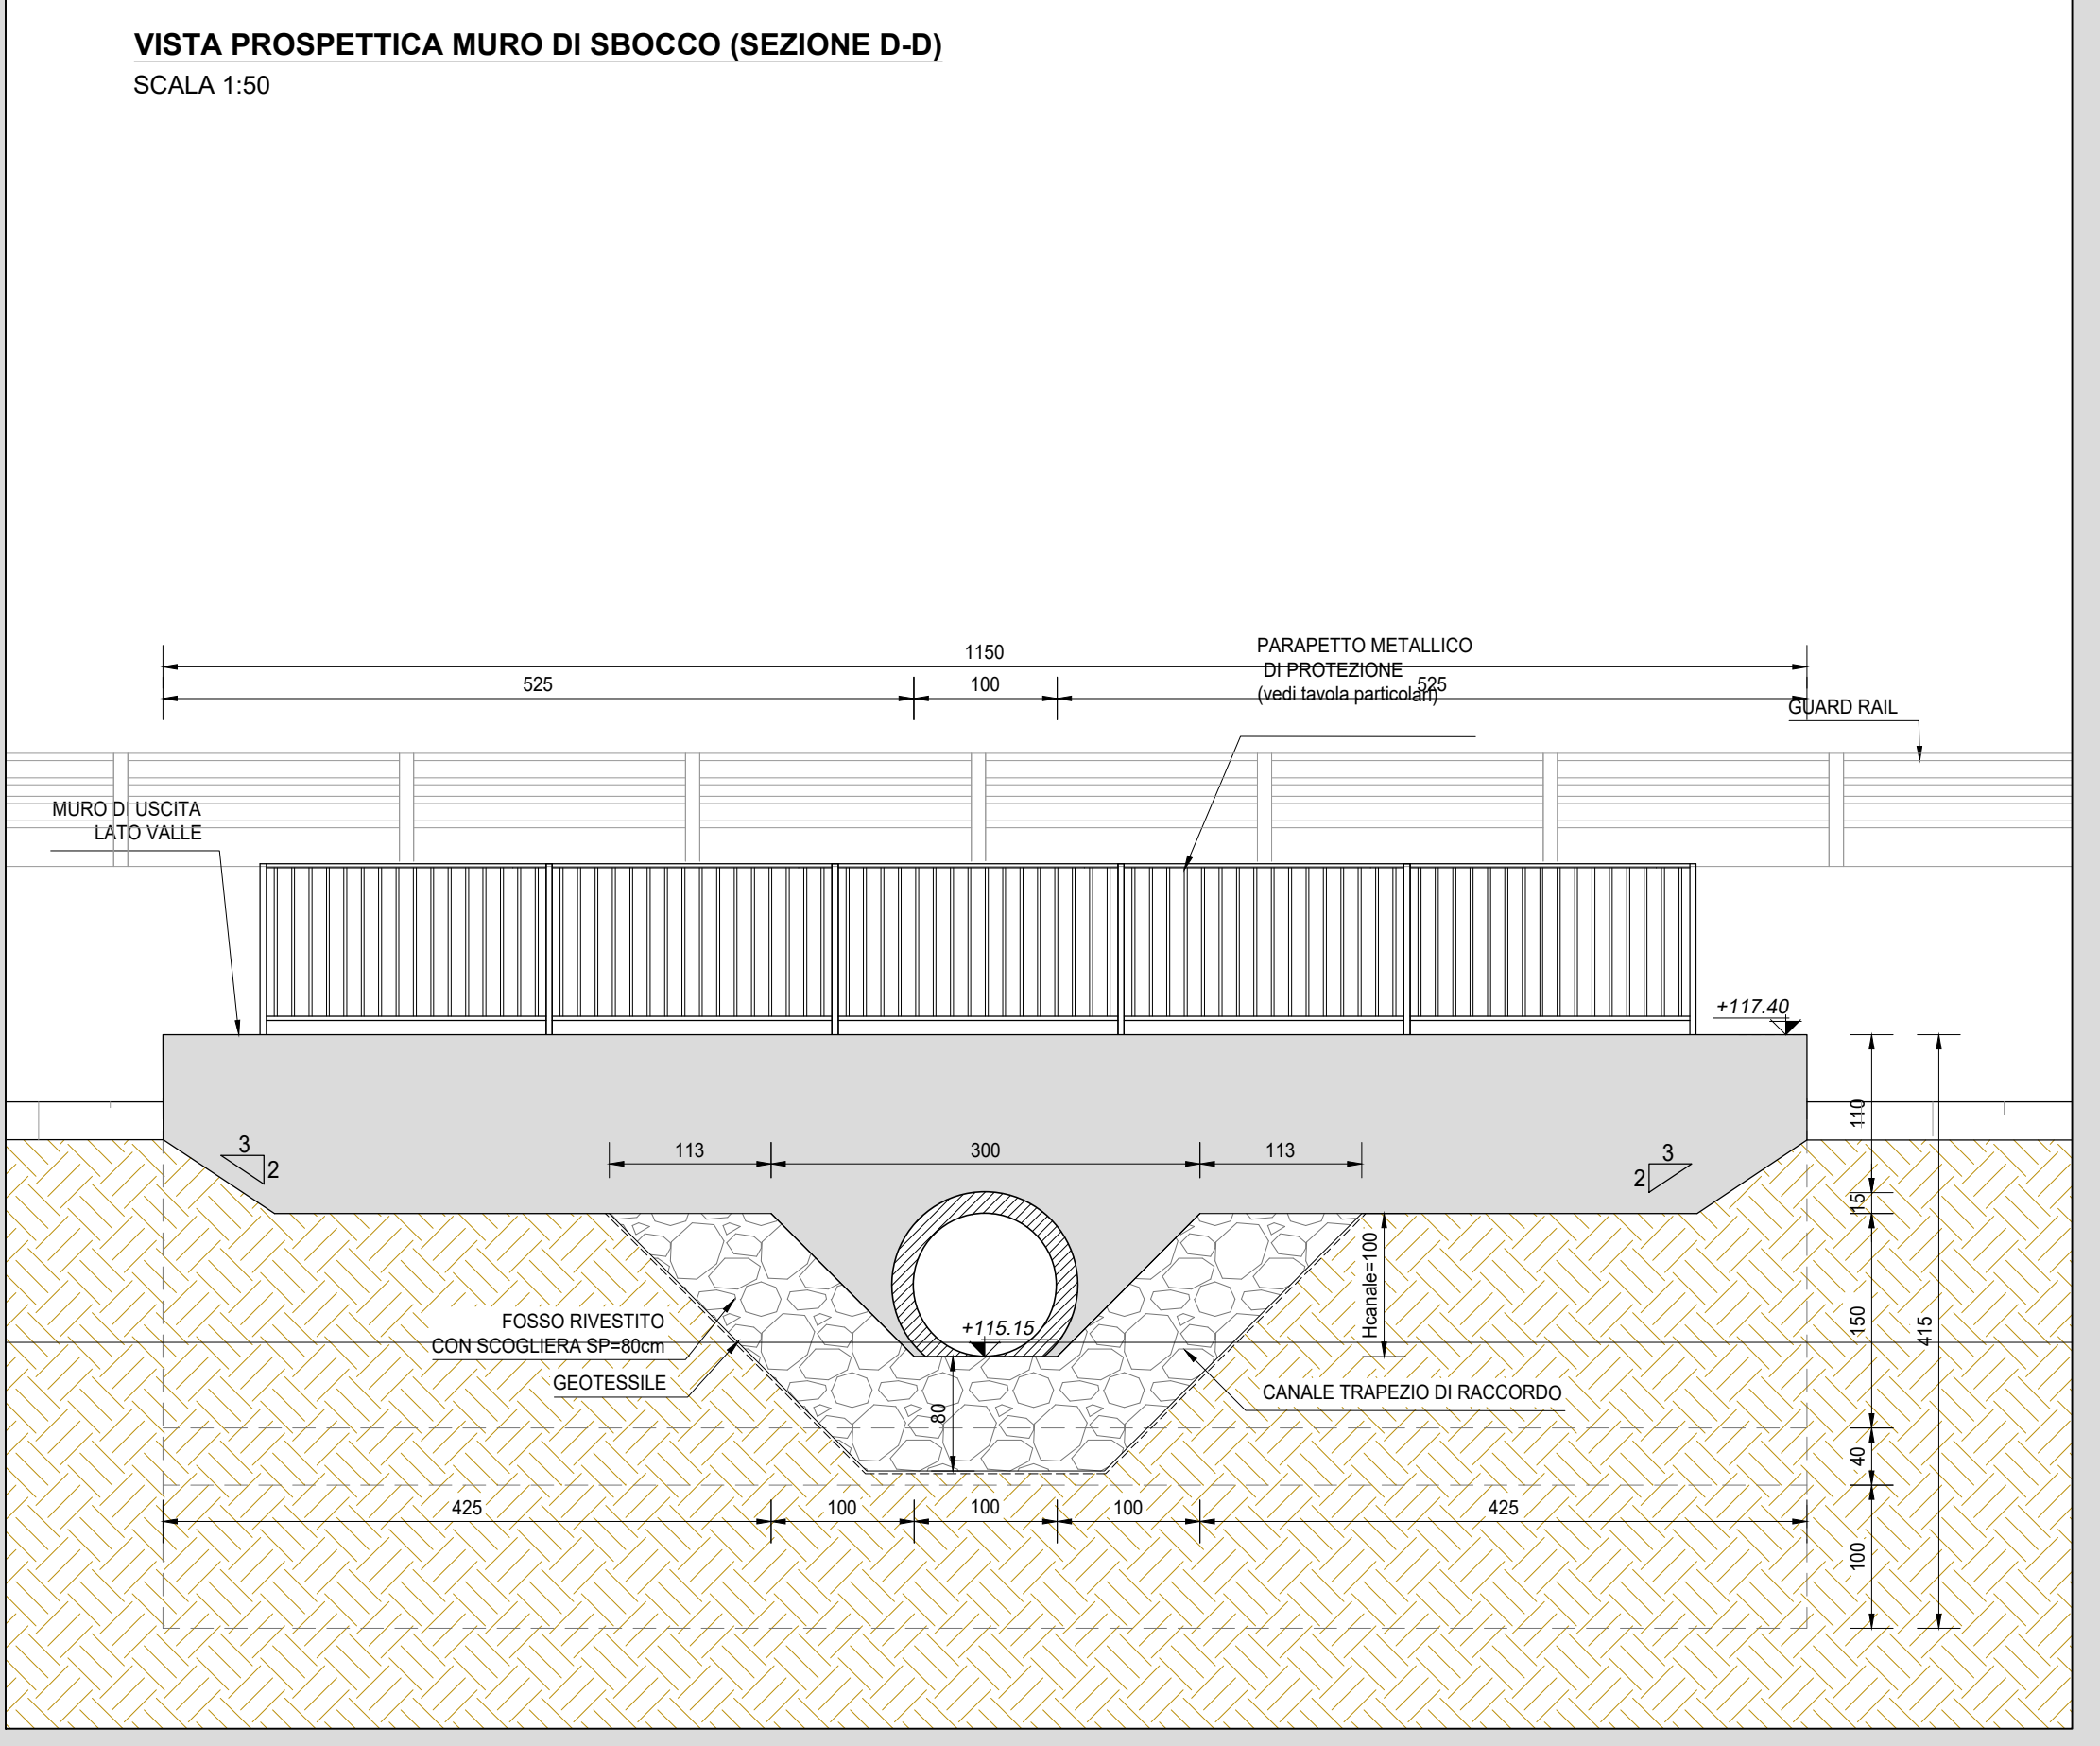 VISTA PROSPETTICA MURO DI SBOCCO (SEZIONE D-D)
SCALA 1:50
1150
PARAPETTO METALLICO
DI PROTEZIONE
(vedi tavola particolari)
525
100
525
GUARD RAIL
MURO DI USCITA
LATO VALLE
+117.40
110
3
2
113
300
113
3
2
15
Hcanale=100
150
415
FOSSO RIVESTITO
CON SCOGLIERA SP=80cm
+115.15
GEOTESSILE
CANALE TRAPEZIO DI RACCORDO
80
40
425
100
100
100
425
100